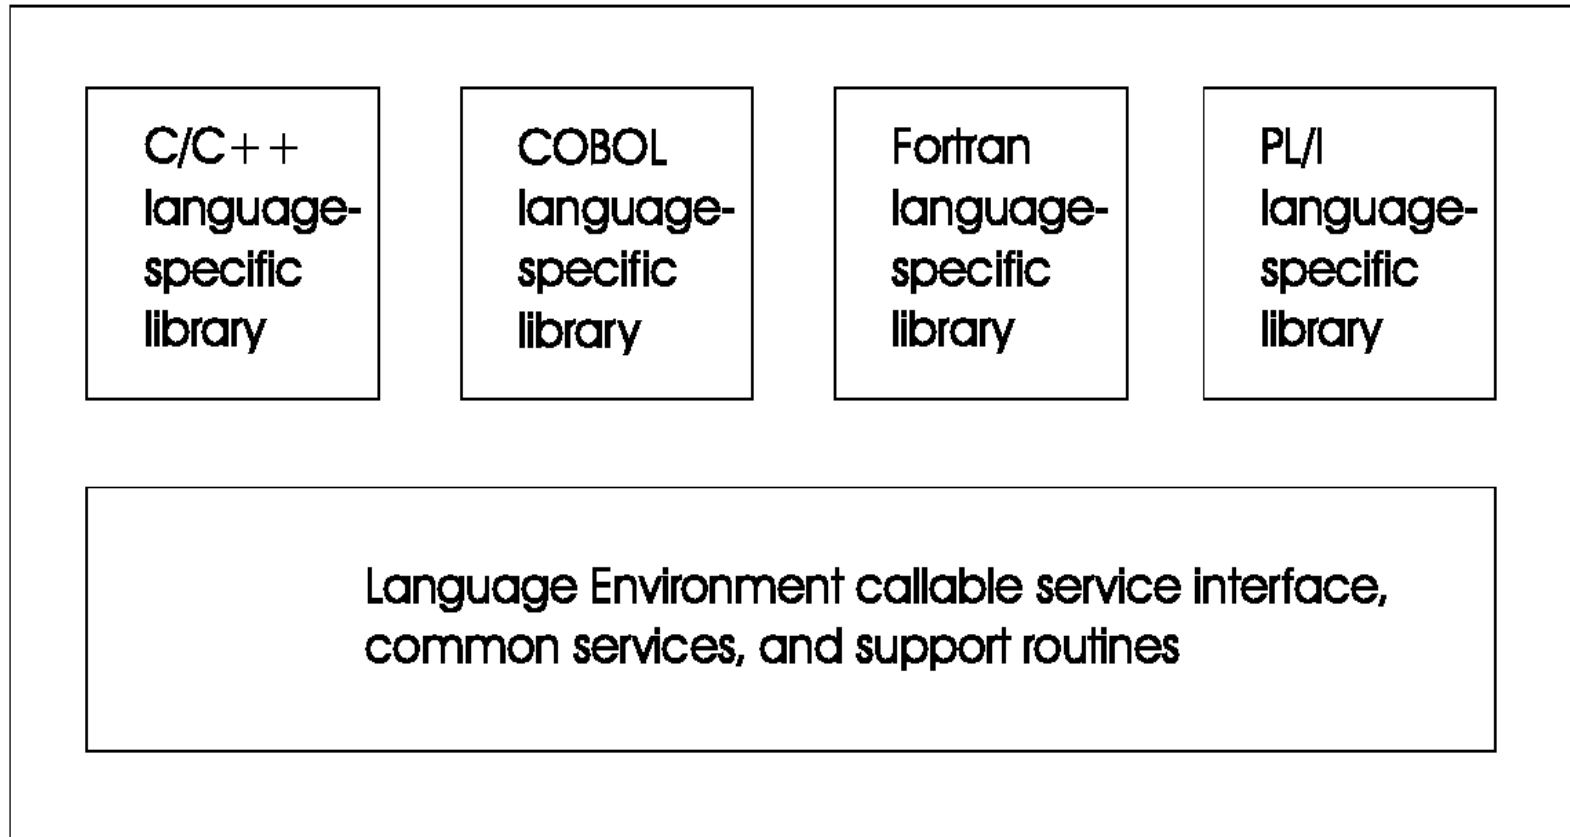 C/C++
language-
specific
library
COBOL
language-
specific
library
Fortran
language-
specific
library
PL/I
language-
specific
library
Language Environment callable service interface,
common services, and support routines